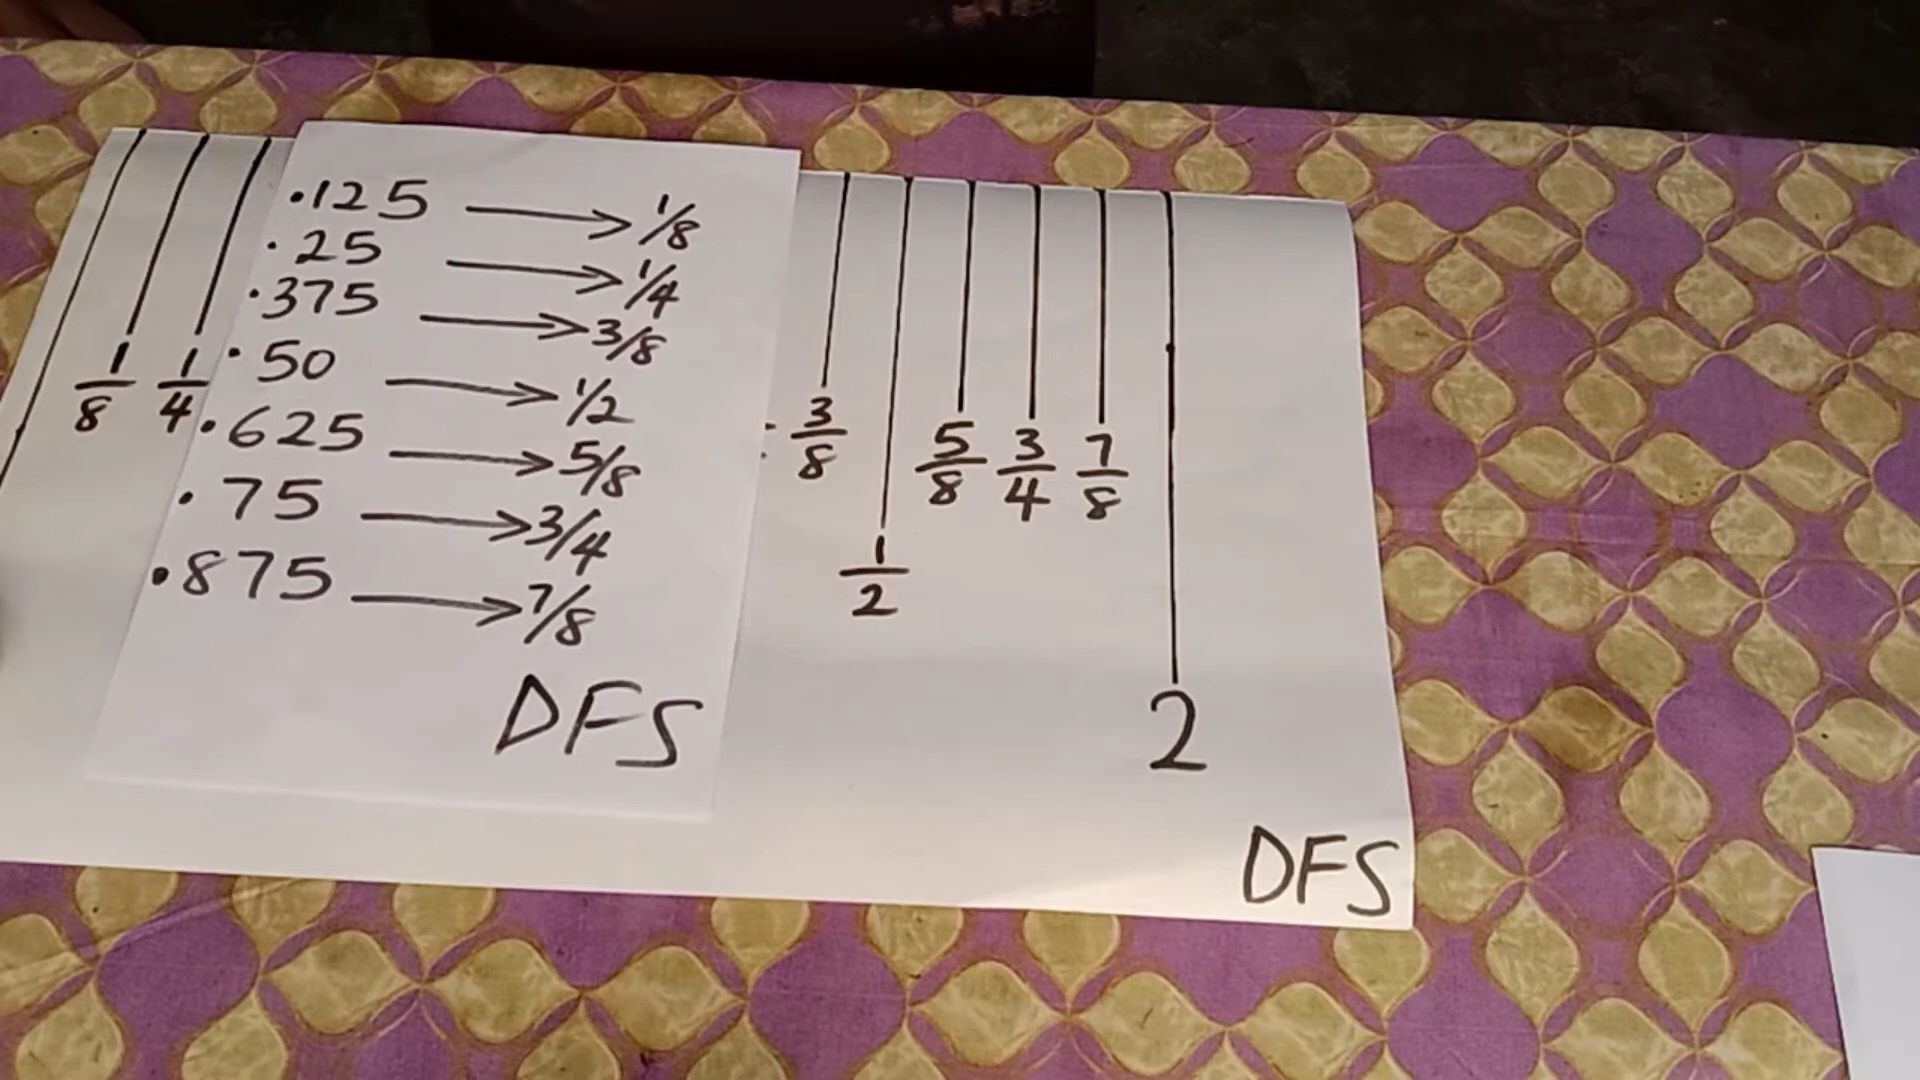 .125 → 1/8
.25 → 1/4
.375 → 3/8
.50 → 1/2
.625 → 5/8
.75 → 3/4
.875 → 7/8
DFS
1/8 1/4
3/8 1/2 5/8 3/4 7/8
2
DFS